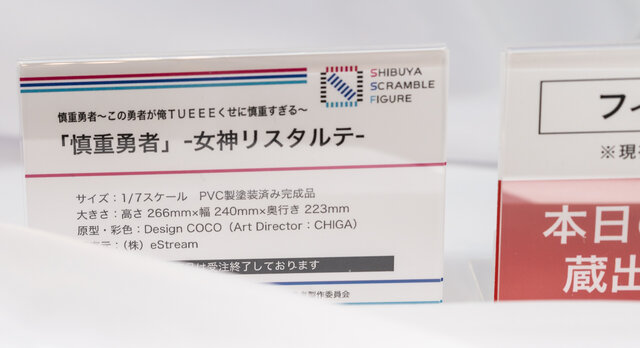 SHIBUYA
SCRAMBLE
FIGURE
慎重勇者〜この勇者が俺TUEEEくせに慎重すぎる〜
「慎重勇者」-女神リスタルテ-
サイズ：1/7スケール　PVC製塗装済み完成品
大きさ：高さ 266mm×幅 240mm×奥行き 223mm
原型・彩色：Design COCO（Art Director：CHIGA）
：（株）eStream
は受注終了しております
製作委員会
フィ
※現
本日
蔵出